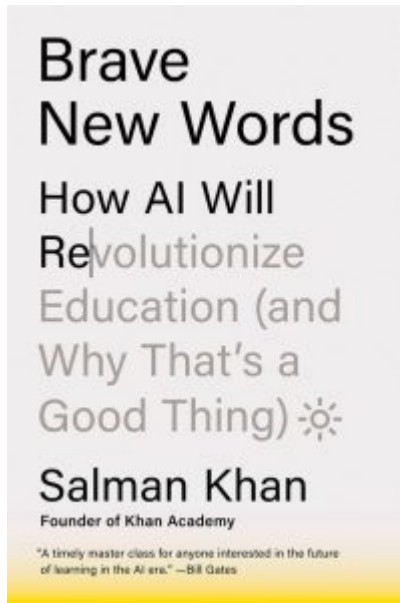 Brave
New Words
How AI Will
Revolutionize
Education (and
Why That's a
Good Thing)
Salman Khan
Founder of Khan Academy
"A timely master class for anyone interested in the future
of learning in the AI era." —Bill Gates